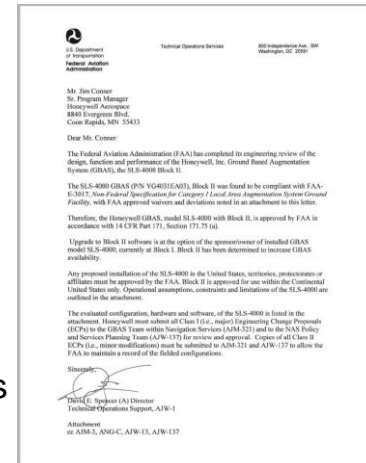 U.S. Department
of Transportation
Federal Aviation
Administration
Technical Operations Services
800 Independence Ave., SW
Washington, DC 20591
Mr. Jim Conner
Sr. Program Manager
Honeywell Aerospace
8840 Evergreen Blvd.
Coon Rapids, MN 55433
Dear Mr. Conner:
The Federal Aviation Administration (FAA) has completed its engineering review of the
design, function and performance of the Honeywell, Inc. Ground Based Augmentation
System (GBAS), the SLS-4000 Block II.
The SLS-4000 GBAS (P/N YG4031EA03), Block II was found to be compliant with FAA-
E-3017, Non-Federal Specification for Category I Local Area Augmentation System Ground
Facility, with FAA approved waivers and deviations noted in an attachment to this letter.
Therefore, the Honeywell GBAS, model SLS-4000 with Block II, is approved by FAA in
accordance with 14 CFR Part 171, Section 171.75 (a).
Upgrade to Block II software is at the option of the sponsor/owner of installed GBAS
model SLS-4000, currently at Block I. Block II has been determined to increase GBAS
availability.
Any proposed installation of the SLS-4000 in the United States, territories, protectorates or
affiliates must be approved by the FAA. Block II is approved for use within the Continental
United States only. Operational assumptions, constraints and limitations of the SLS-4000 are
outlined in the attachment.
The evaluated configuration, hardware and software, of the SLS-4000 is listed in the
attachment. Honeywell must submit all Class I (i.e., major) Engineering Change Proposals
(ECPs) to the GBAS Team within Navigation Services (AJM-321) and to the NAS Policy
and Services Planning Team (AJW-137) for review and approval. Copies of all Class II
ECPs (i.e., minor modifications) must be submitted to AJM-321 and AJW-137 to allow the
FAA to maintain a record of the fielded configurations.
Sincerely,
s
David E. Spencer (A) Director
Technical Operations Support, AJW-1
Attachment
cc AJM-3, ANG-C, AJW-13, AJW-137